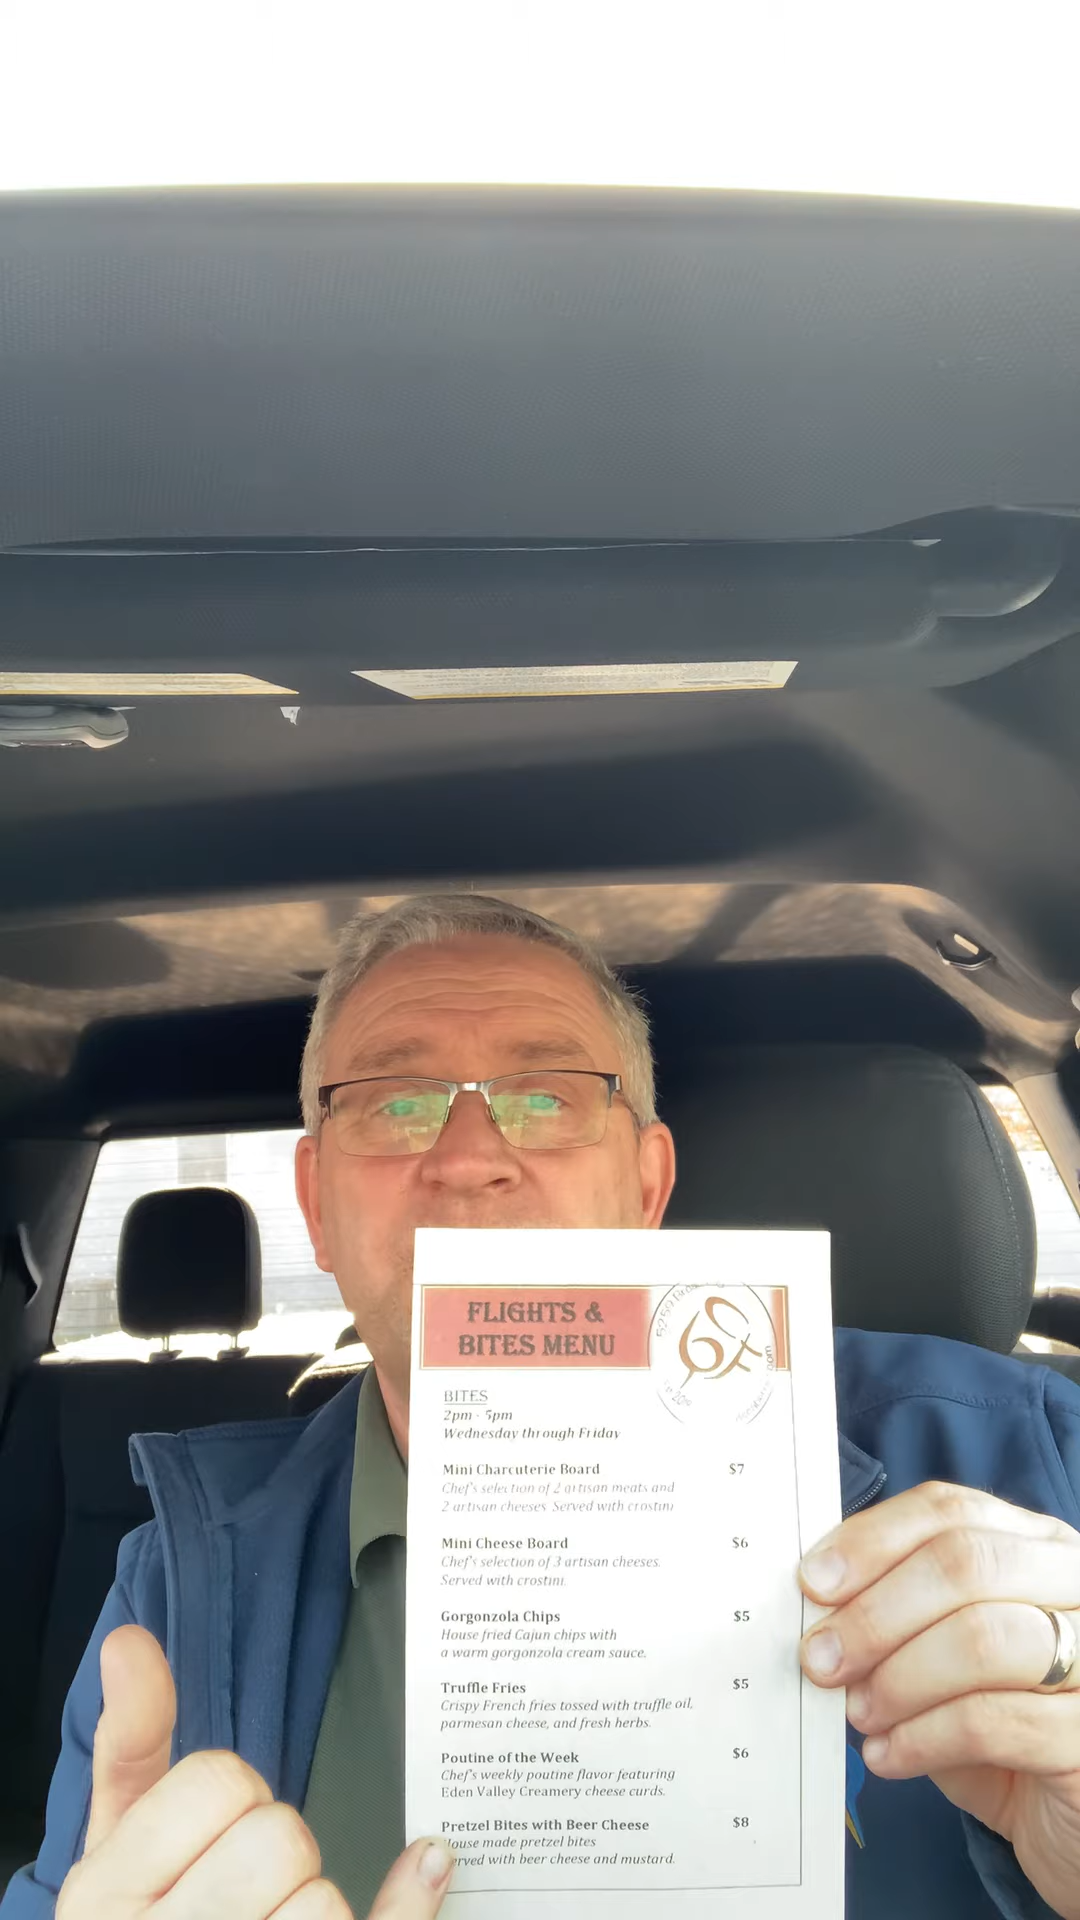 FLIGHTS &
BITES MENU
BITES
2pm - 5pm
Wednesday through Friday
Mini Charcuterie Board $7
Chef's selection of 2 artisan meats and
2 artisan cheeses Served with crostini
Mini Cheese Board $6
Chef's selection of 3 artisan cheeses.
Served with crostini.
Gorgonzola Chips $5
House fried Cajun chips with
a warm gorgonzola cream sauce.
Truffle Fries $5
Crispy French fries tossed with truffle oil,
parmesan cheese, and fresh herbs.
Poutine of the Week $6
Chef's weekly poutine flavor featuring
Eden Valley Creamery cheese curds.
Pretzel Bites with Beer Cheese $8
House made pretzel bites
served with beer cheese and mustard.